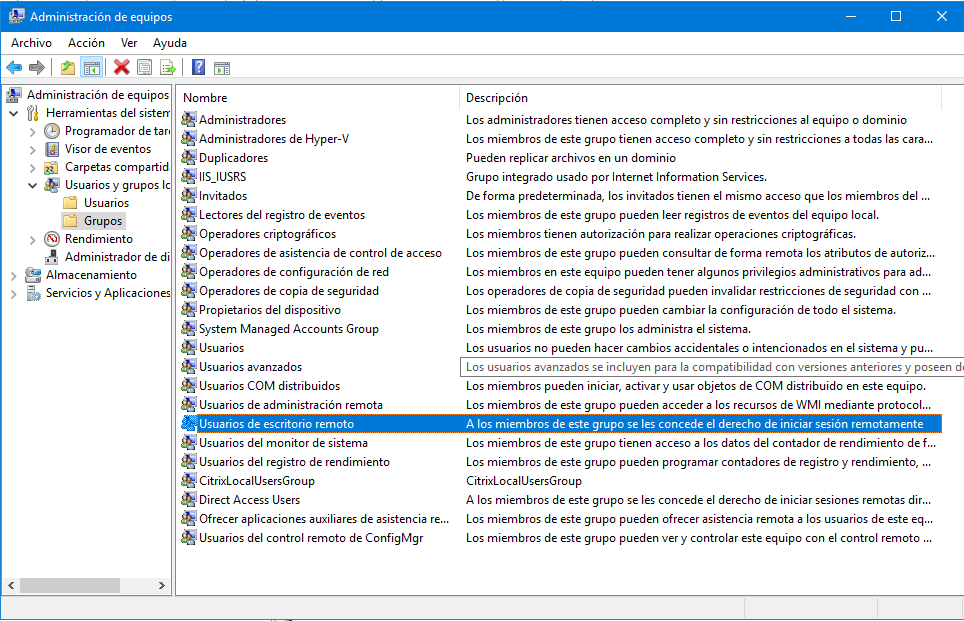 Administración de equipos
Archivo Acción Ver Ayuda
Administración de equipos
Herramientas del sistem
Programador de tar
Visor de eventos
Carpetas compartid
Usuarios y grupos lo
Usuarios
Grupos
Rendimiento
Administrador de di
Almacenamiento
Servicios y Aplicaciones
Nombre Descripción
Administradores Los administradores tienen acceso completo y sin restricciones al equipo o dominio
Administradores de Hyper-V Los miembros de este grupo tienen acceso completo y sin restricciones a todas las cara...
Duplicadores Pueden replicar archivos en un dominio
IIS_IUSRS Grupo integrado usado por Internet Information Services.
Invitados De forma predeterminada, los invitados tienen el mismo acceso que los miembros del ...
Lectores del registro de eventos Los miembros de este grupo pueden leer registros de eventos del equipo local.
Operadores criptográficos Los miembros tienen autorización para realizar operaciones criptográficas.
Operadores de asistencia de control de acceso Los miembros de este grupo pueden consultar de forma remota los atributos de autoriz...
Operadores de configuración de red Los miembros en este equipo pueden tener algunos privilegios administrativos para ad...
Operadores de copia de seguridad Los operadores de copia de seguridad pueden invalidar restricciones de seguridad con ...
Propietarios del dispositivo Los miembros de este grupo pueden cambiar la configuración de todo el sistema.
System Managed Accounts Group Los miembros de este grupo los administra el sistema.
Usuarios Los usuarios no pueden hacer cambios accidentales o intencionados en el sistema y pu...
Usuarios avanzados Los usuarios avanzados se incluyen para la compatibilidad con versiones anteriores y poseen de
Usuarios COM distribuidos Los miembros pueden iniciar, activar y usar objetos de COM distribuido en este equipo.
Usuarios de administración remota Los miembros de este grupo pueden acceder a los recursos de WMI mediante protocol...
Usuarios de escritorio remoto A los miembros de este grupo se les concede el derecho de iniciar sesión remotamente
Usuarios del monitor de sistema Los miembros de este grupo tienen acceso a los datos del contador de rendimiento de f...
Usuarios del registro de rendimiento Los miembros de este grupo pueden programar contadores de registro y rendimiento, ...
CitrixLocalUsersGroup CitrixLocalUsersGroup
Direct Access Users A los miembros de este grupo se les concede el derecho de iniciar sesiones remotas dir...
Ofrecer aplicaciones auxiliares de asistencia re... Los miembros de este grupo pueden ofrecer asistencia remota a los usuarios de este eq...
Usuarios del control remoto de ConfigMgr Los miembros de este grupo pueden ver y controlar este equipo con el control remoto ...